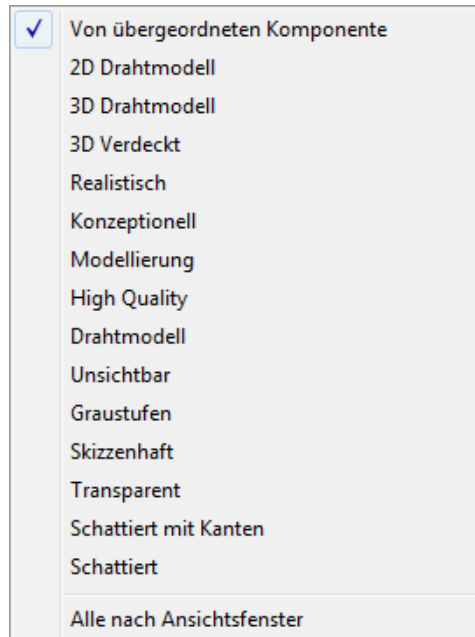 Von übergeordneten Komponente
2D Drahtmodell
3D Drahtmodell
3D Verdeckt
Realistisch
Konzeptionell
Modellierung
High Quality
Drahtmodell
Unsichtbar
Graustufen
Skizzenhaft
Transparent
Schattiert mit Kanten
Schattiert
Alle nach Ansichtsfenster